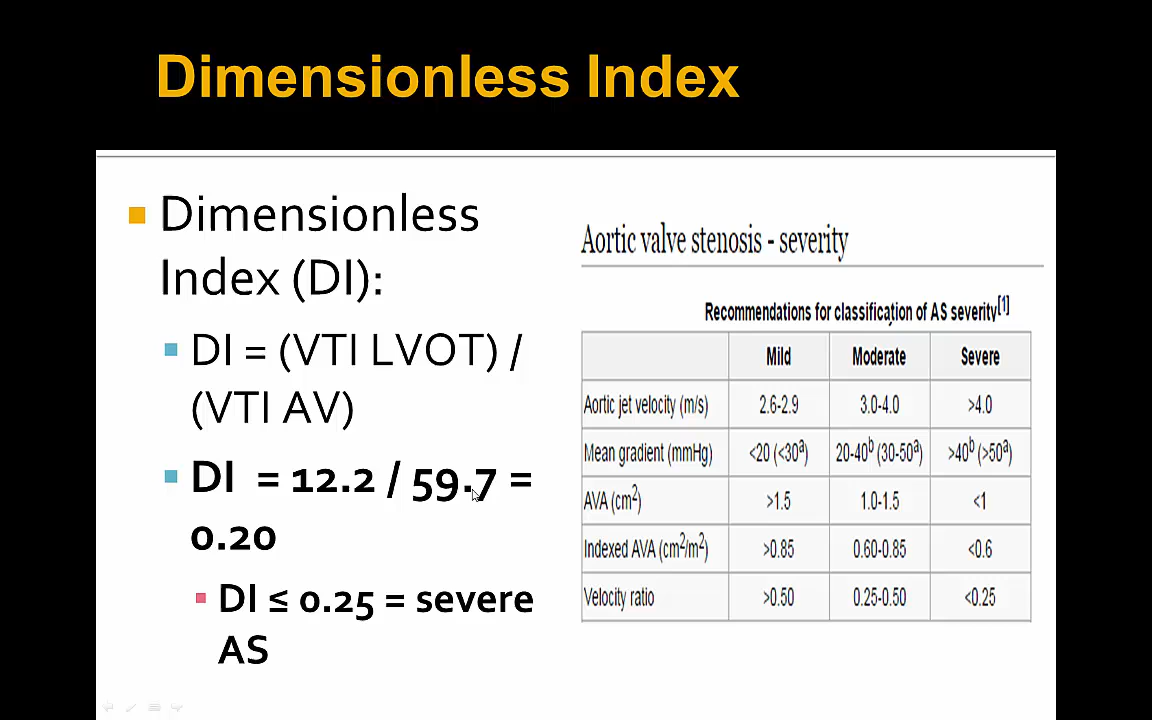 Dimensionless Index
Dimensionless
Index (DI):
DI = (VTI LVOT) /
(VTI AV)
DI = 12.2 / 59.7 =
0.20
DI ≤ 0.25 = severe
AS
Aortic valve stenosis - severity
Recommendations for classification of AS severity[1]
Mild Moderate Severe
Aortic jet velocity (m/s) 2.6-2.9 3.0-4.0 >4.0
Mean gradient (mmHg) <20 (<30a) 20-40b (30-50a) >40b (>50a)
AVA (cm2) >1.5 1.0-1.5 <1
Indexed AVA (cm2/m2) >0.85 0.60-0.85 <0.6
Velocity ratio >0.50 0.25-0.50 <0.25